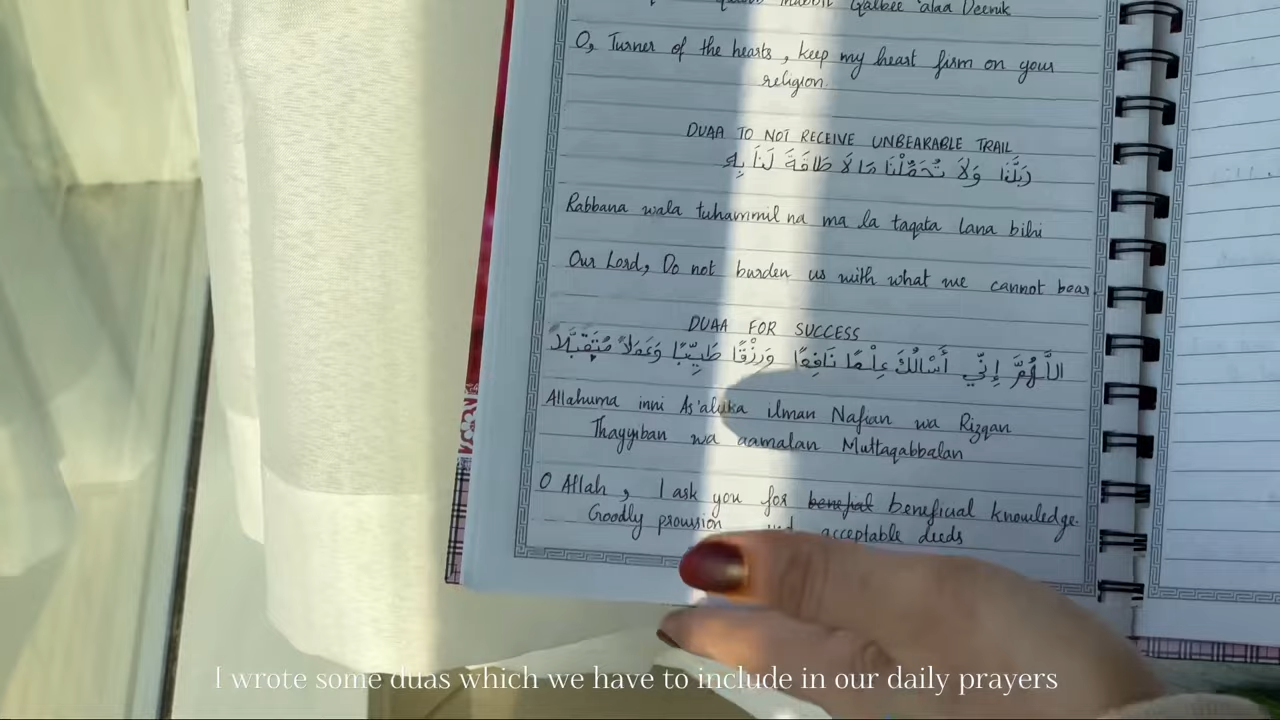 Qalbee 'alaa Deenik
O, Turner of the hearts, keep my heart firm on your
religion.
DUAA TO NOT RECEIVE UNBEARABLE TRAIL
رَبَّنَا وَلَا تُحَمِّلْنَا مَا لَا طَاقَةَ لَنَا بِهِ
Rabbana wala tuhammil na ma la taqata lana bihi
Our Lord, Do not burden us with what we cannot bear
DUAA FOR SUCCESS
اللَّهُمَّ إِنِّي أَسْأَلُكَ عِلْمًا نَافِعًا وَرِزْقًا طَيِّبًا وَعَمَلًا مُتَقَبَّلًا
Allahuma inni As'aluka ilman Nafian wa Rizqan
Thayyiban wa aamalan Muttaqabbalan
O Allah, I ask you for benefial beneficial knowledge.
Goodly provision and acceptable deeds
I wrote some duas which we have to include in our daily prayers